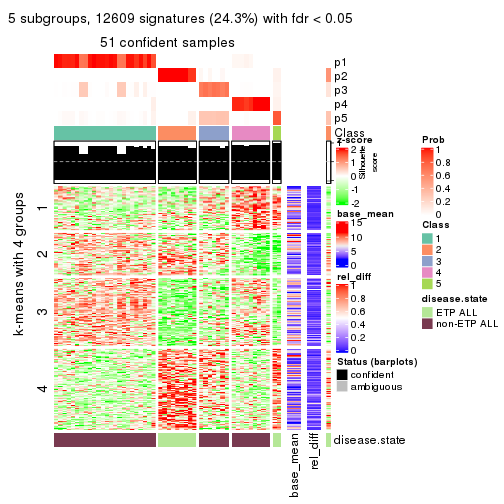 5 subgroups, 12609 signatures (24.3%) with fdr < 0.05
51 confident samples
p1
p2
p3
p4
p5
Class
z-score
2
1
0
-1
-2
Silhouette
score
Prob
1
0.8
0.6
0.4
0.2
0
base_mean
15
10
5
0
Class
1
2
3
4
5
rel_diff
1
0.8
0.6
0.4
0.2
0
disease.state
ETP ALL
non-ETP ALL
Status (barplots)
confident
ambiguous
k-means with 4 groups
1
2
3
4
base_mean
rel_diff
disease.state